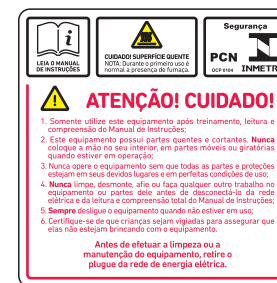 LEIA O MANUAL
DE INSTRUÇÕES
CUIDADO! SUPERFÍCIE QUENTE
NOTA: Durante o primeiro uso é
normal a presença de fumaça.
Segurança
PCN
OCP 0104
INMETR
ATENÇÃO! CUIDADO!
1. Somente utilize este equipamento após treinamento, leitura e
compreensão do Manual de Instruções;
2. Este equipamento possui partes quentes e cortantes. Nunca
coloque a mão no seu interior, em partes móveis ou giratórias
quando estiver em operação;
3. Nunca opere o equipamento sem que todas as partes e proteções
estejam em seus devidos lugares e em perfeitas condições de uso;
4. Nunca limpe, desmonte, afie ou faça qualquer outro trabalho no
equipamento ou partes dele antes de desconectá-lo da rede
elétrica e da leitura e compreensão total do Manual de Instruções;
5. Sempre desligue o equipamento quando não estiver em uso;
6. Certifique-se de que crianças sejam vigiadas para assegurar que
elas não estejam brincando com o equipamento.
Antes de efetuar a limpeza ou a
manutenção do equipamento, retire o
plugue da rede de energia elétrica.